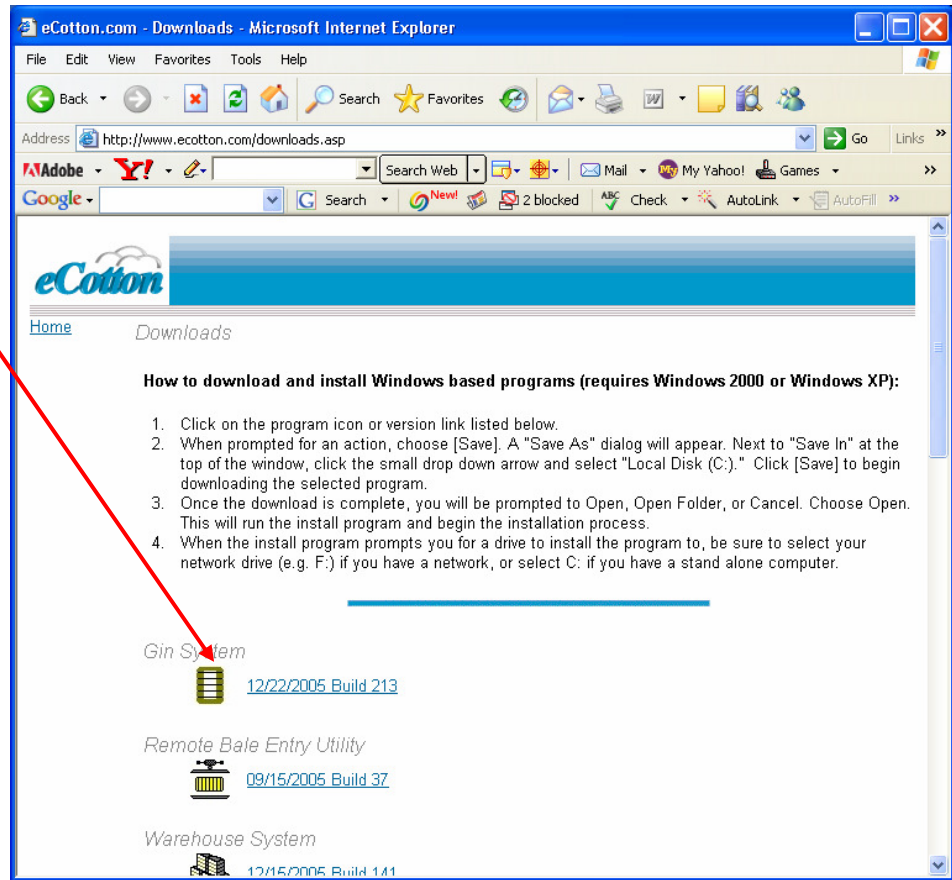 eCotton.com - Downloads - Microsoft Internet Explorer
File Edit View Favorites Tools Help
Back Search Favorites
Address http://www.ecotton.com/downloads.asp Go Links »
Adobe Y! Search Web Mail My Yahoo! Games »
Google G Search New! 2 blocked ABC Check AutoLink AutoFill »
eCotton
Home
Downloads
How to download and install Windows based programs (requires Windows 2000 or Windows XP):
1. Click on the program icon or version link listed below.
2. When prompted for an action, choose [Save]. A "Save As" dialog will appear. Next to "Save In" at the
top of the window, click the small drop down arrow and select "Local Disk (C:)." Click [Save] to begin
downloading the selected program.
3. Once the download is complete, you will be prompted to Open, Open Folder, or Cancel. Choose Open.
This will run the install program and begin the installation process.
4. When the install program prompts you for a drive to install the program to, be sure to select your
network drive (e.g. F:) if you have a network, or select C: if you have a stand alone computer.
Gin System
12/22/2005 Build 213
Remote Bale Entry Utility
09/15/2005 Build 37
Warehouse System
12/15/2005 Build 141